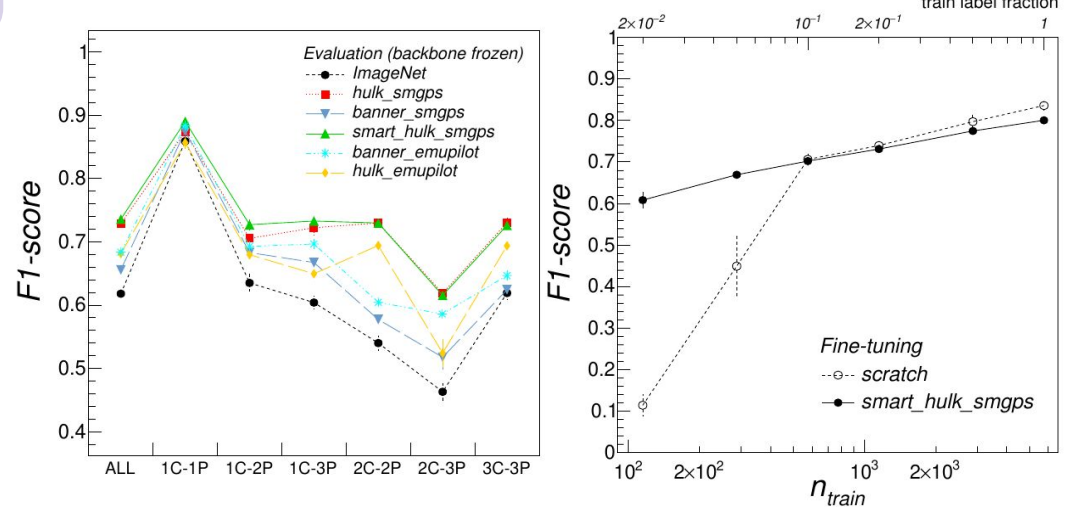 Evaluation (backbone frozen)
ImageNet
hulk_smgps
banner_smgps
smart_hulk_smgps
banner_emupilot
hulk_emupilot
F1-score
1
0.9
0.8
0.7
0.6
0.5
0.4
ALL 1C-1P 1C-2P 1C-3P 2C-2P 2C-3P 3C-3P
train label fraction
2×10⁻² 10⁻¹ 2×10⁻¹ 1
F1-score
1
0.9
0.8
0.7
0.6
0.5
0.4
0.3
0.2
0.1
0
Fine-tuning
scratch
smart_hulk_smgps
10² 2×10² 10³ 2×10³
n_train